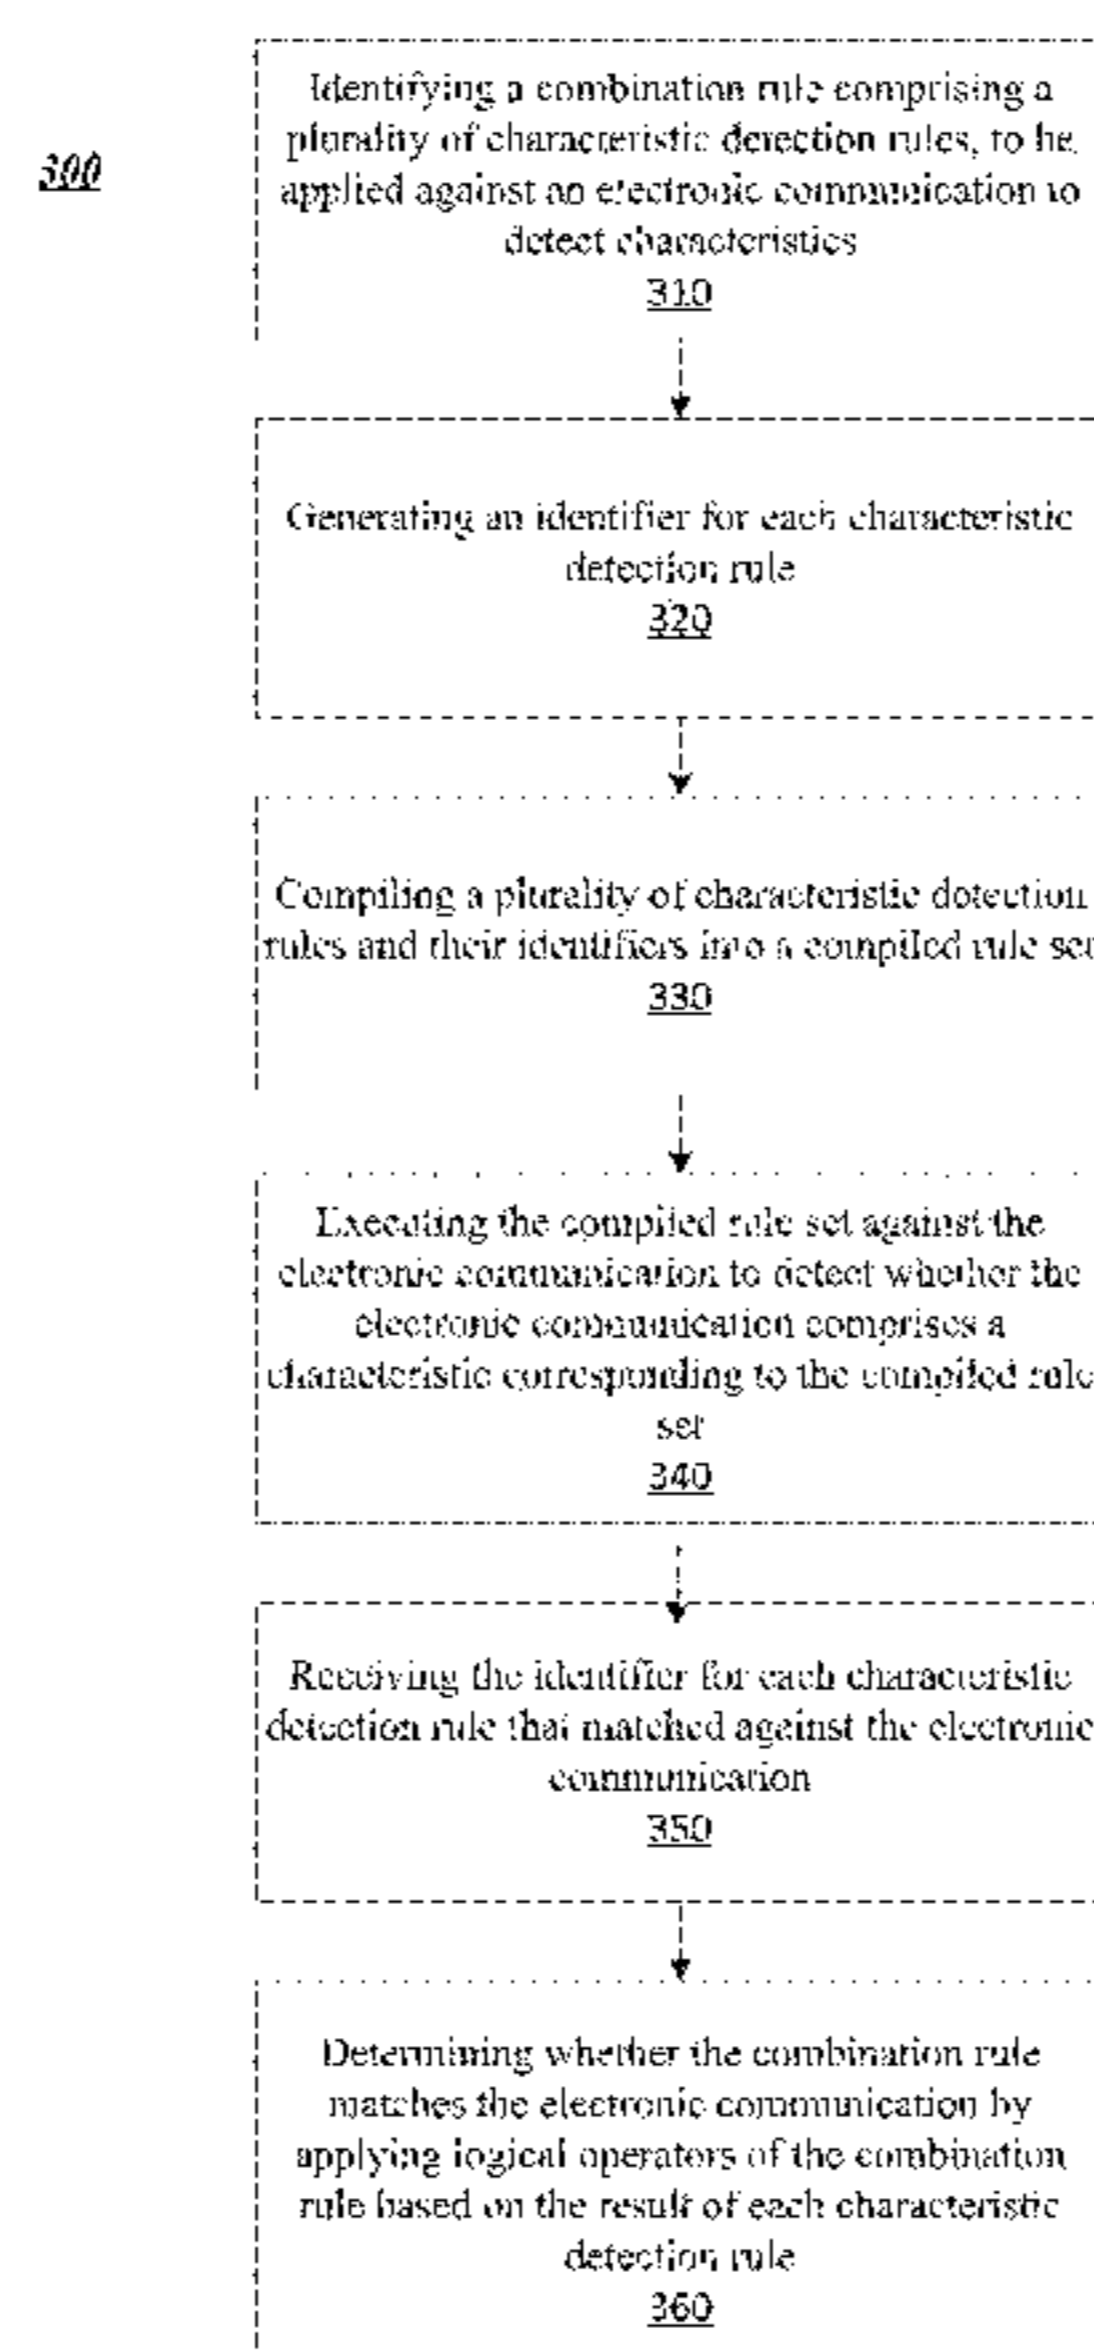 300
Identifying a combination rule comprising a
plurality of characteristic detection rules, to be
applied against an electronic communication to
detect characteristics
310
Generating an identifier for each characteristic
detection rule
320
Compiling a plurality of characteristic detection
rules and their identifiers into a compiled rule set
330
Executing the compiled rule set against the
electronic communication to detect whether the
electronic communication comprises a
characteristic corresponding to the compiled rule
set
340
Receiving the identifier for each characteristic
detection rule that matched against the electronic
communication
350
Determining whether the combination rule
matches the electronic communication by
applying logical operators of the combination
rule based on the result of each characteristic
detection rule
360